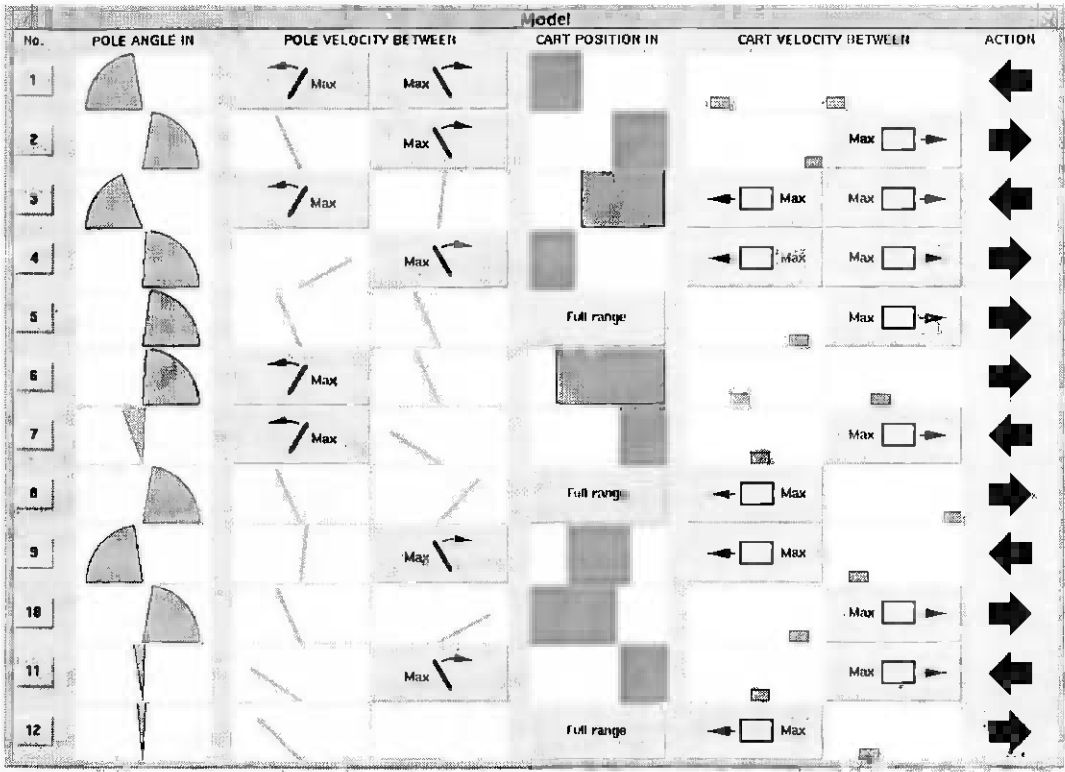 Model
No. POLE ANGLE IN POLE VELOCITY BETWEEN CART POSITION IN CART VELOCITY BETWEEN ACTION
1 Max Max
2 Max Max
3 Max Max Max
4 Max Max Max
5 Full range Max
6 Max
7 Max Max
8 Full range Max
9 Max Max
10 Max
11 Max Max
12 Full range Max